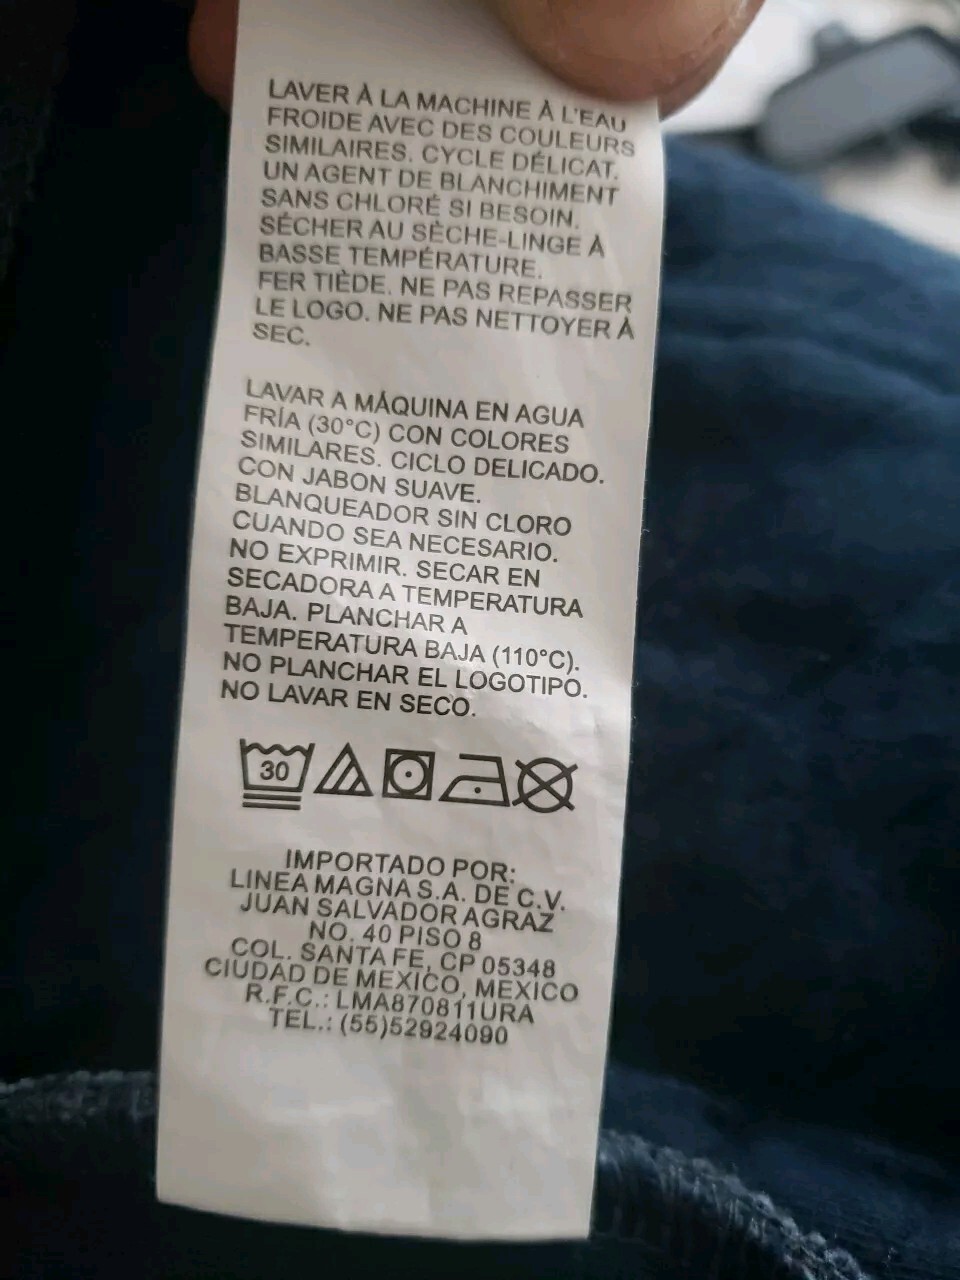 LAVER À LA MACHINE À L'EAU
FROIDE AVEC DES COULEURS
SIMILAIRES. CYCLE DÉLICAT.
UN AGENT DE BLANCHIMENT
SANS CHLORÉ SI BESOIN.
SÉCHER AU SÈCHE-LINGE À
BASSE TEMPÉRATURE.
FER TIÈDE. NE PAS REPASSER
LE LOGO. NE PAS NETTOYER À
SEC.
LAVAR A MÁQUINA EN AGUA
FRÍA (30°C) CON COLORES
SIMILARES. CICLO DELICADO.
CON JABON SUAVE.
BLANQUEADOR SIN CLORO
CUANDO SEA NECESARIO.
NO EXPRIMIR. SECAR EN
SECADORA A TEMPERATURA
BAJA. PLANCHAR A
TEMPERATURA BAJA (110°C).
NO PLANCHAR EL LOGOTIPO.
NO LAVAR EN SECO.
30
IMPORTADO POR:
LINEA MAGNA S.A. DE C.V.
JUAN SALVADOR AGRAZ
NO. 40 PISO 8
COL. SANTA FE, CP 05348
CIUDAD DE MEXICO, MEXICO
R.F.C.: LMA870811URA
TEL.: (55)52924090